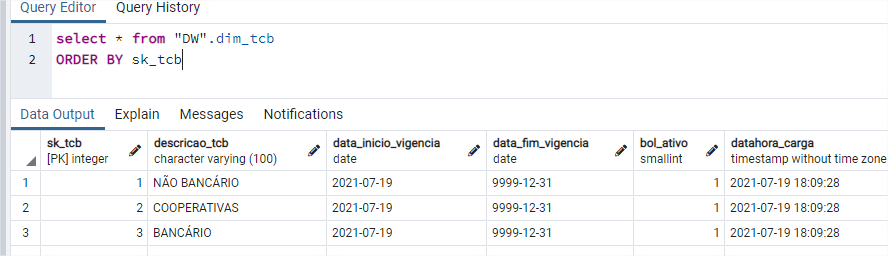 Query Editor Query History
1 select * from "DW".dim_tcb
2 ORDER BY sk_tcb
Data Output Explain Messages Notifications
sk_tcb descricao_tcb data_inicio_vigencia data_fim_vigencia bol_ativo datahora_carga
[PK] integer character varying (100) date date smallint timestamp without time zone
1 1 NÃO BANCÁRIO 2021-07-19 9999-12-31 1 2021-07-19 18:09:28
2 2 COOPERATIVAS 2021-07-19 9999-12-31 1 2021-07-19 18:09:28
3 3 BANCÁRIO 2021-07-19 9999-12-31 1 2021-07-19 18:09:28